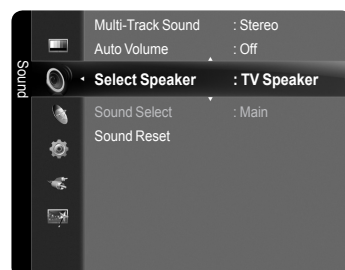 Sound
Multi-Track Sound : Stereo
Auto Volume : Off
Select Speaker : TV Speaker
Sound Select : Main
Sound Reset